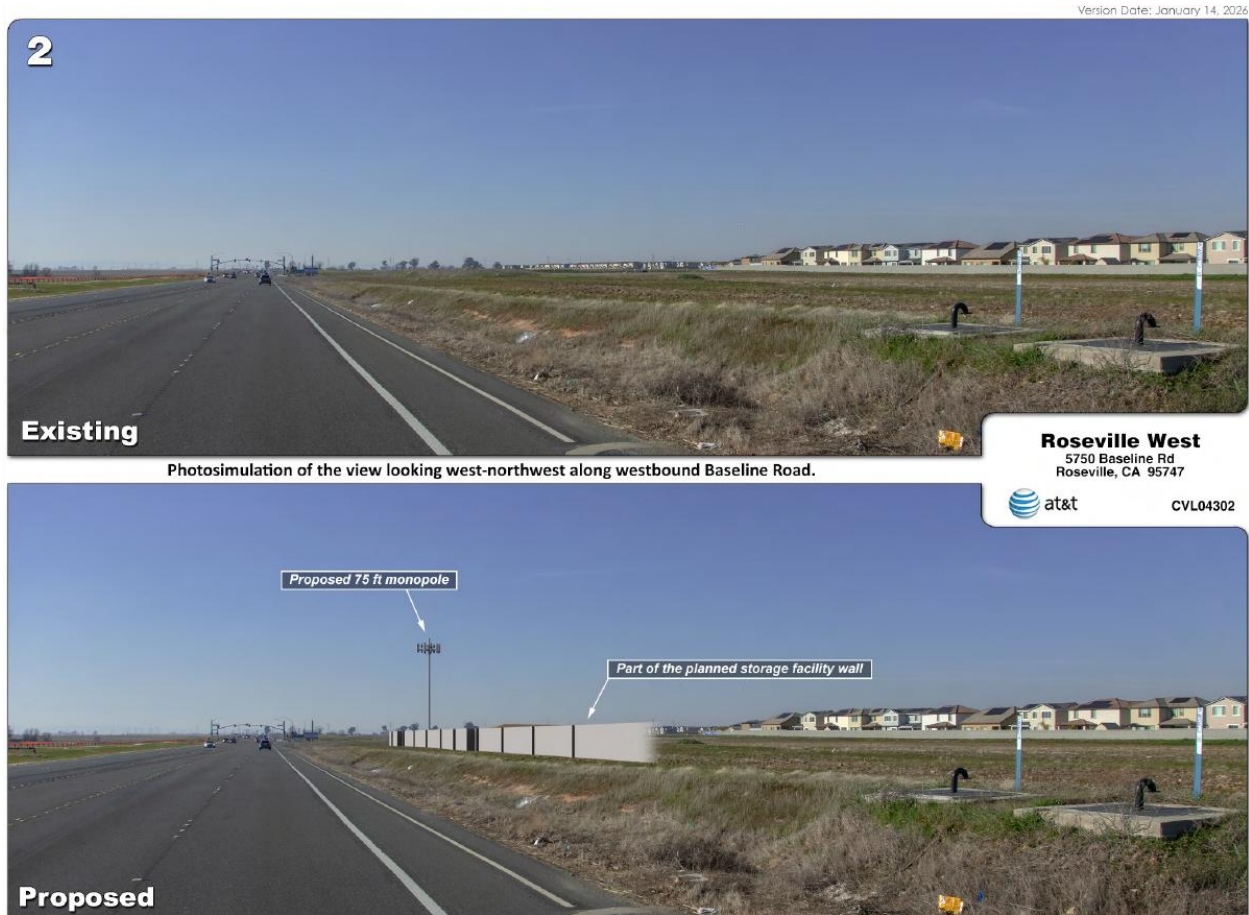 Version Date: January 14, 2026
2
Existing
Photosimulation of the view looking west-northwest along westbound Baseline Road.
Roseville West
5750 Baseline Rd
Roseville, CA  95747
at&t
CVL04302
Proposed 75 ft monopole
Part of the planned storage facility wall
Proposed